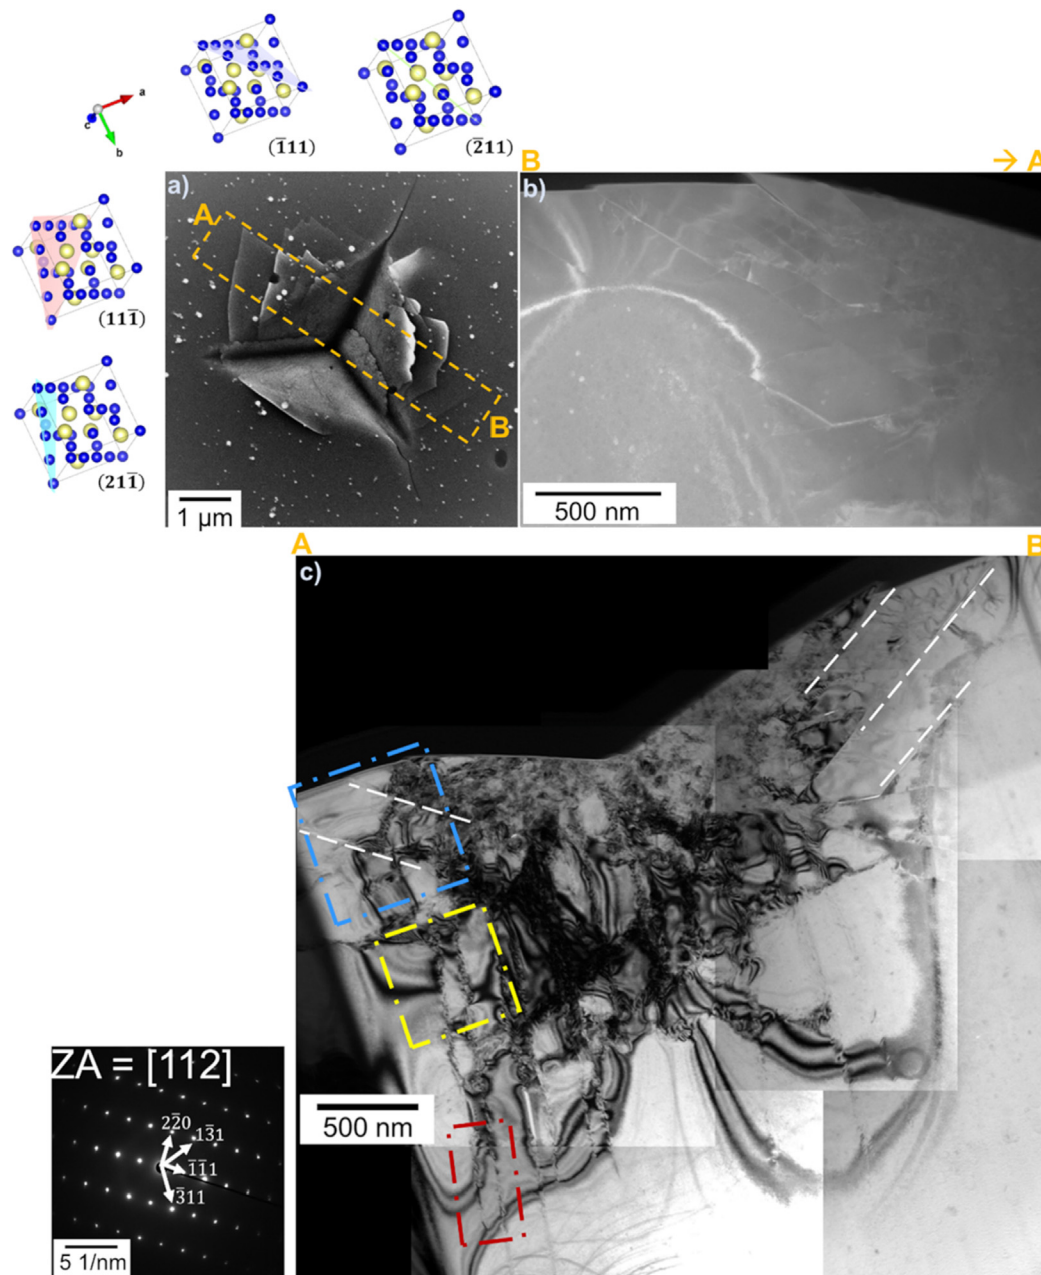 a
c
b
(1̅11)
(2̅11)
B
→ A
(111̅)
(211̅)
a)
A
B
1 µm
b)
500 nm
A
B
c)
500 nm
ZA = [112]
22̅0
13̅1
1̅1̅1
3̅11
5 1/nm